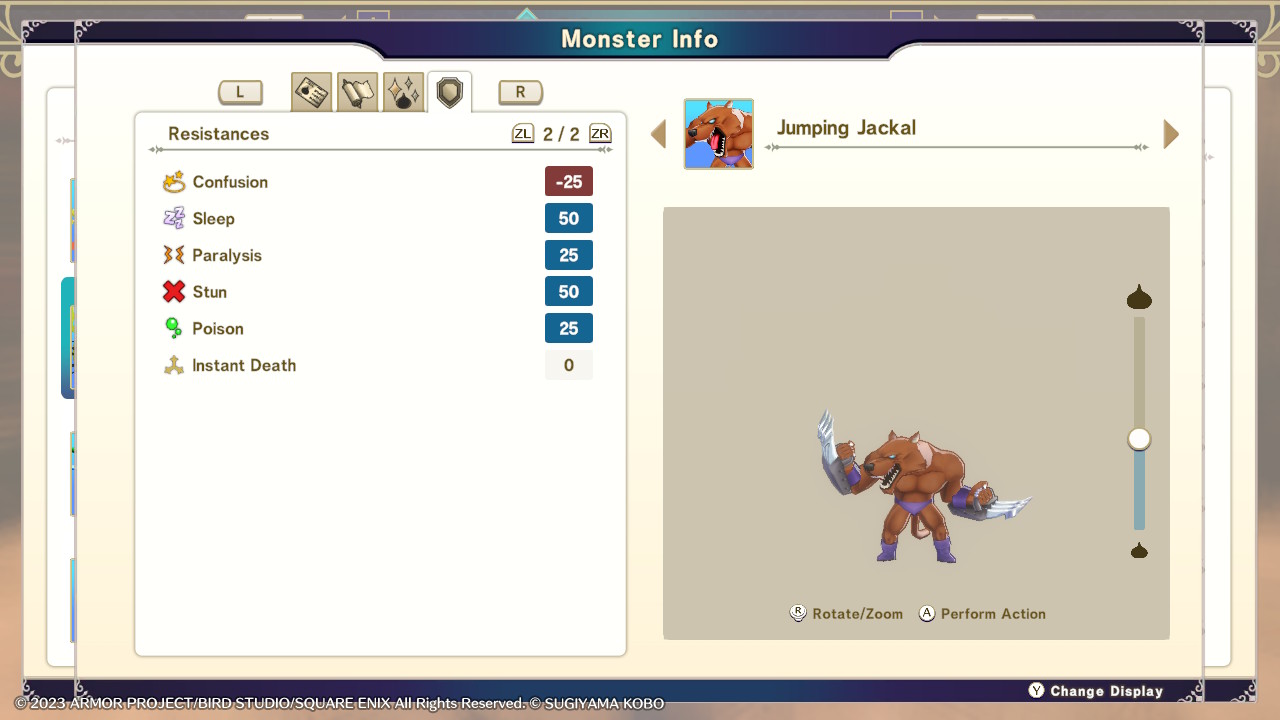 Monster Info
L
R
Resistances
ZL 2 / 2 ZR
Jumping Jackal
Confusion -25
Sleep 50
Paralysis 25
Stun 50
Poison 25
Instant Death 0
R Rotate/Zoom A Perform Action
Y Change Display
© 2023 ARMOR PROJECT/BIRD STUDIO/SQUARE ENIX All Rights Reserved. © SUGIYAMA KOBO